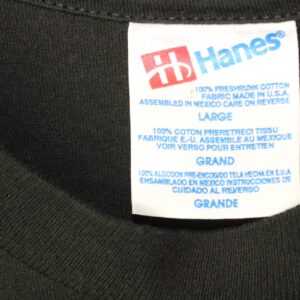 Hanes®
100% PRESHRUNK COTTON
FABRIC MADE IN U.S.A.
ASSEMBLED IN MEXICO CARE ON REVERSE
LARGE
100% COTON PRERETRECI TISSU
FABRIQUE E.-U. ASSEMBLE AU MEXIQUE
VOIR VERSO POUR ENTRETIEN
GRAND
100% ALGODON PRE-ENCOGIDO TELA HECHA EN E.U.A.
ENSAMBLADO EN MEXICO INSTRUCCIONES DE
CUIDADO AL REVERSO
GRANDE